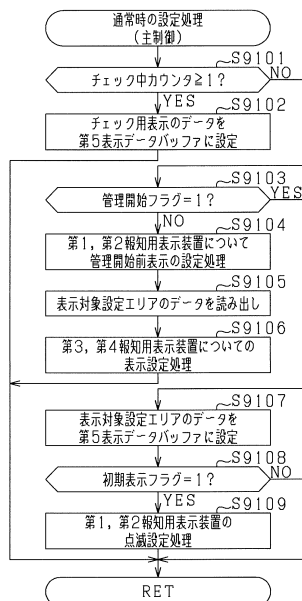 通常時の設定処理
(主制御)
S9101
チェック中カウンタ≧1?
NO
YES
S9102
チェック用表示のデータを
第5表示データバッファに設定
S9103
管理開始フラグ=1?
YES
NO
S9104
第1,第2報知用表示装置について
管理開始前表示の設定処理
S9105
表示対象設定エリアのデータを読み出し
S9106
第3,第4報知用表示装置についての
表示設定処理
S9107
表示対象設定エリアのデータを
第5表示データバッファに設定
S9108
初期表示フラグ=1?
NO
YES
S9109
第1,第2報知用表示装置の
点滅設定処理
RET